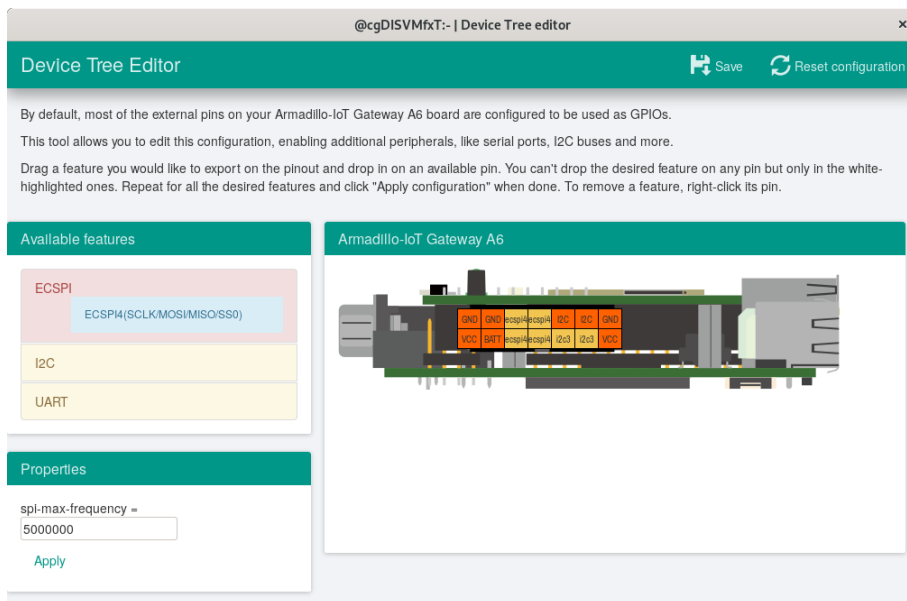 @cgDISVMfxT:~ | Device Tree editor
×
Device Tree Editor
Save
Reset configuration
By default, most of the external pins on your Armadillo-IoT Gateway A6 board are configured to be used as GPIOs.
This tool allows you to edit this configuration, enabling additional peripherals, like serial ports, I2C buses and more.
Drag a feature you would like to export on the pinout and drop in on an available pin. You can't drop the desired feature on any pin but only in the white-
highlighted ones. Repeat for all the desired features and click "Apply configuration" when done. To remove a feature, right-click its pin.
Available features
ECSPI
ECSPI4(SCLK/MOSI/MISO/SS0)
I2C
UART
Armadillo-IoT Gateway A6
GND GND ecspi4 ecspi4 I2C I2C GND
VCC BATT ecspi4 ecspi4 i2c3 i2c3 VCC
Properties
spi-max-frequency =
5000000
Apply